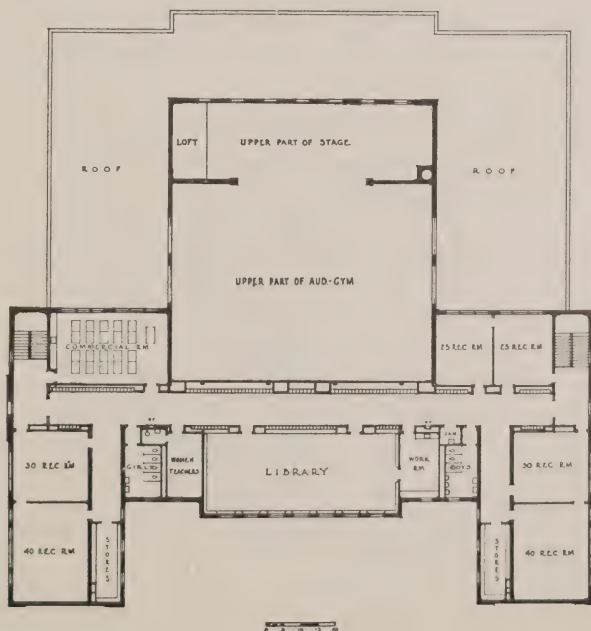 LOFT
UPPER PART OF STAGE
ROOF
ROOF
UPPER PART OF AUD.-GYM
COMMERCIAL RM.
25 REC RM
25 REC RM
JAN
GIRLS
WOMEN
TEACHERS
LIBRARY
WORK
RM
BOYS
30 REC RM
30 REC RM
40 REC RM
STORES
STORES
40 REC RM